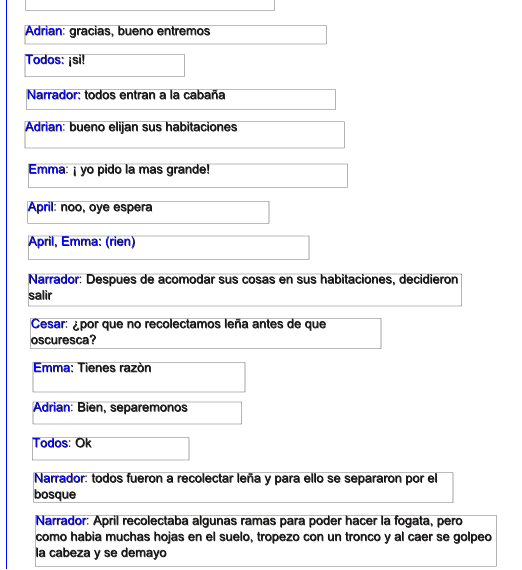 Adrian: gracias, bueno entremos
Todos: ¡si!
Narrador: todos entran a la cabaña
Adrian: bueno elijan sus habitaciones
Emma: ¡ yo pido la mas grande!
April: noo, oye espera
April, Emma: (rien)
Narrador: Despues de acomodar sus cosas en sus habitaciones, decidieron
salir
Cesar: ¿por que no recolectamos leña antes de que
oscuresca?
Emma: Tienes razòn
Adrian: Bien, separemonos
Todos: Ok
Narrador: todos fueron a recolectar leña y para ello se separaron por el
bosque
Narrador: April recolectaba algunas ramas para poder hacer la fogata, pero
como habia muchas hojas en el suelo, tropezo con un tronco y al caer se golpeo
la cabeza y se demayo